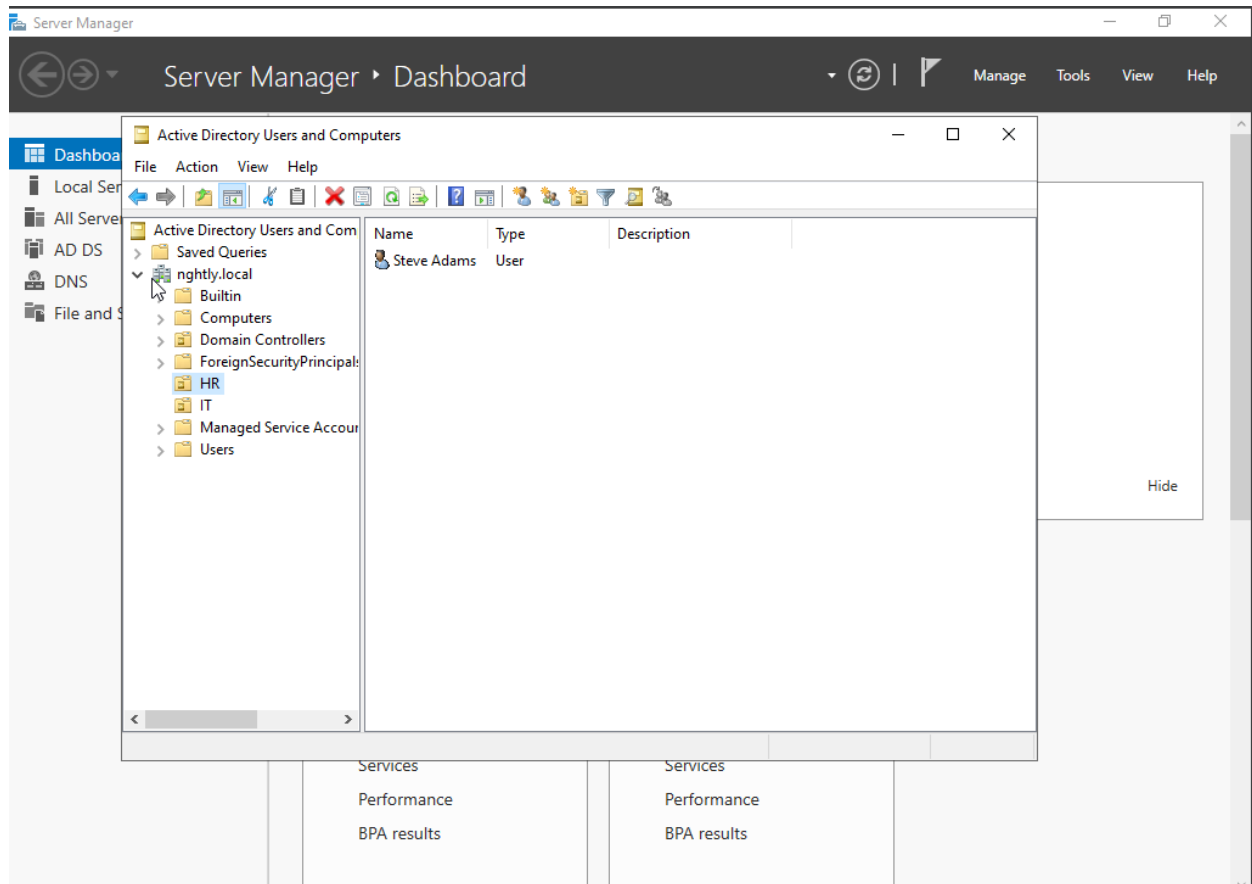 Server Manager
Server Manager • Dashboard
Manage Tools View Help
Active Directory Users and Computers
File Action View Help
Dashboa
Local Ser
All Server
AD DS
DNS
File and S
Active Directory Users and Com
Saved Queries
nghtly.local
Builtin
Computers
Domain Controllers
ForeignSecurityPrincipals
HR
IT
Managed Service Accour
Users
Name Type Description
Steve Adams User
Hide
Services Services
Performance Performance
BPA results BPA results